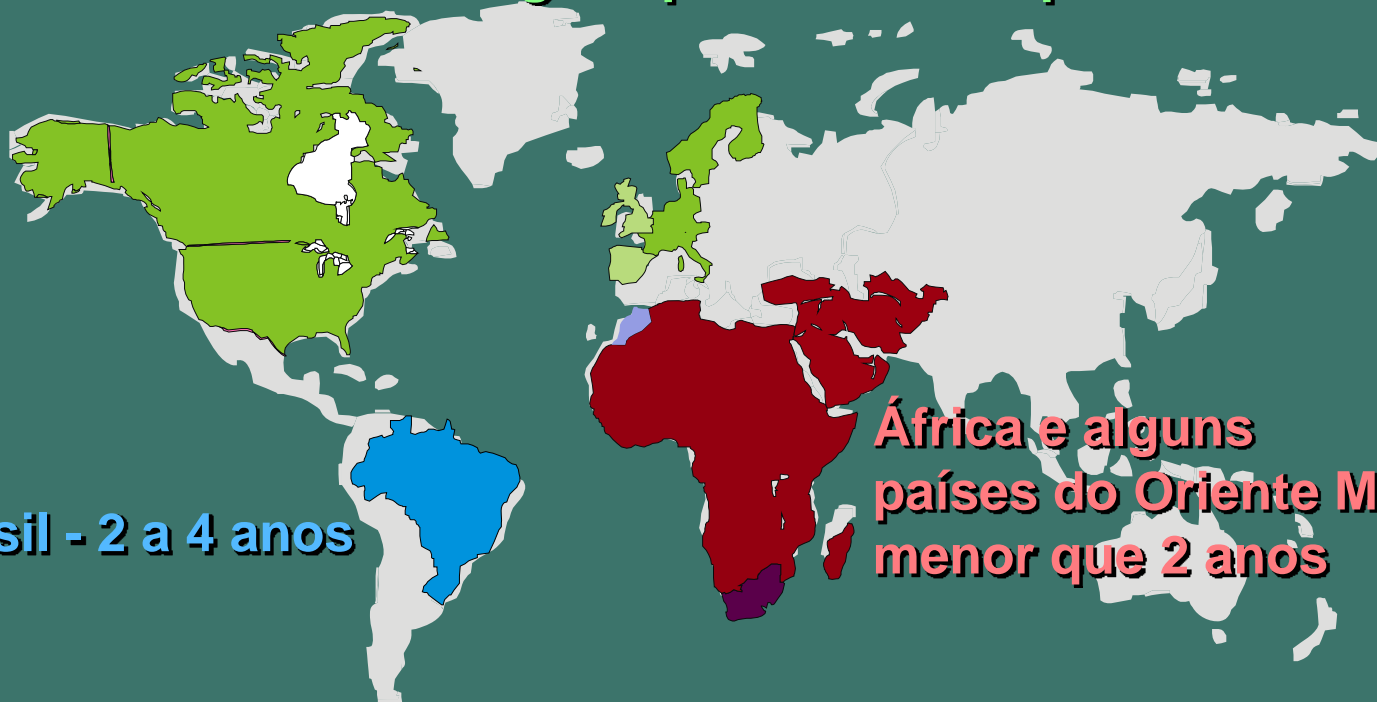 África e alguns
países do Oriente M
menor que 2 anos
sil - 2 a 4 anos